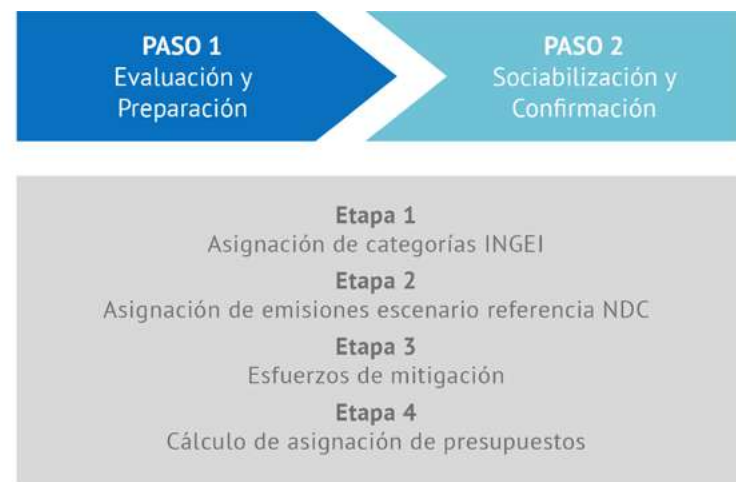 PASO 1
Evaluación y
Preparación
PASO 2
Sociabilización y
Confirmación
Etapa 1
Asignación de categorías INGEI
Etapa 2
Asignación de emisiones escenario referencia NDC
Etapa 3
Esfuerzos de mitigación
Etapa 4
Cálculo de asignación de presupuestos